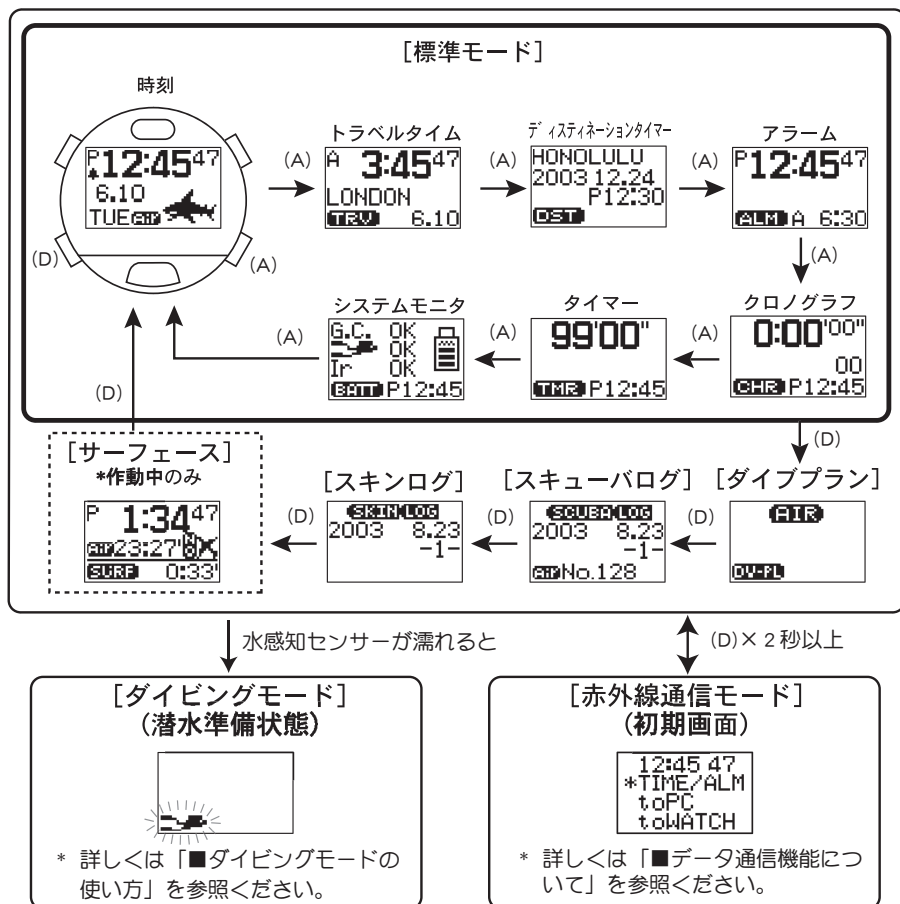 [標準モード]
時刻
P 12:45 47
6.10
TUE
(D)
(A)
(A)
トラベルタイム
A 3:45 47
LONDON
TRV 6.10
(A)
ディスティネーションタイマー
HONOLULU
2003 12.24
P12:30
DST
(A)
アラーム
P 12:45 47
ALM A 6:30
(A)
クロノグラフ
0:00'00"
00
CHR P12:45
(A)
タイマー
99'00"
TMR P12:45
(A)
システムモニタ
G.C. OK
OK
Ir OK
BATT P12:45
(A)
(D)
(D)
[ダイブプラン]
AIR
OV-PL
(D)
[スキューバログ]
SCUBA LOG
2003 8.23
-1-
No.128
(D)
[スキンログ]
SKIN LOG
2003 8.23
-1-
(D)
[サーフェース]
*作動中のみ
P 1:34 47
23:27'
SURF 0:33'
水感知センサーが濡れると
(D)×2秒以上
[ダイビングモード]
(潜水準備状態)
* 詳しくは「■ダイビングモードの
使い方」を参照ください。
[赤外線通信モード]
(初期画面)
12:45 47
*TIME/ALM
toPC
toWATCH
* 詳しくは「■データ通信機能につ
いて」を参照ください。